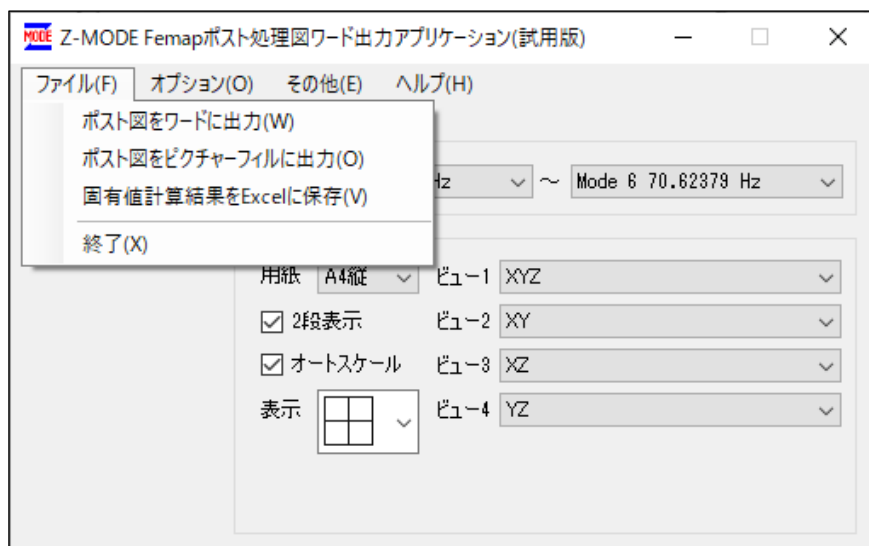 MODE Z-MODE Femapポスト処理図ワード出力アプリケーション(試用版)
ファイル(F) オプション(O) その他(E) ヘルプ(H)
ポスト図をワードに出力(W)
ポスト図をピクチャーフィルに出力(O)
固有値計算結果をExcelに保存(V)
終了(X)
Hz ～ Mode 6 70.62379 Hz
用紙 A4縦 ビュー1 XYZ
2段表示 ビュー2 XY
オートスケール ビュー3 XZ
表示 ビュー4 YZ